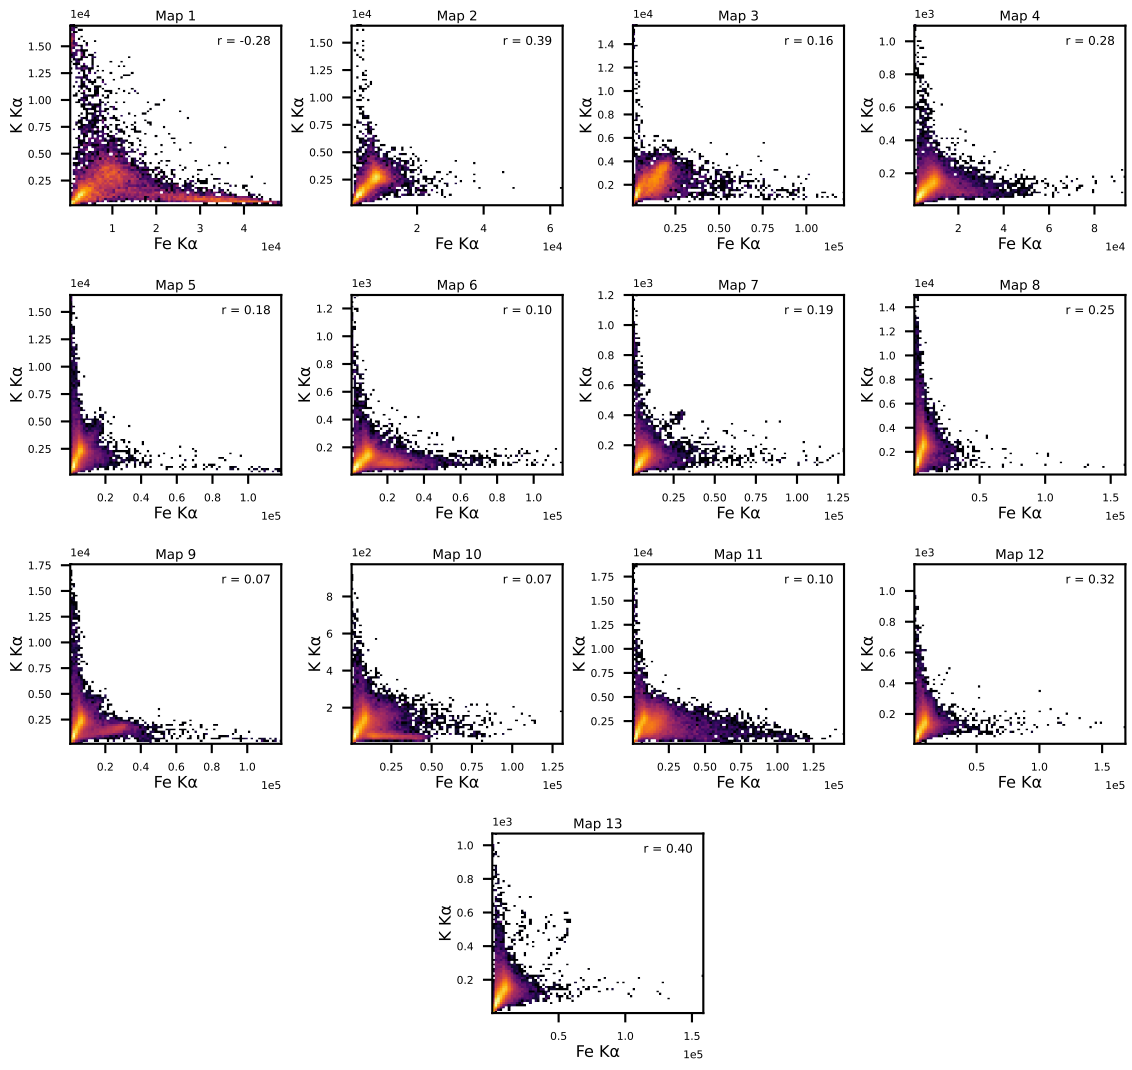 1e4 Map 1
r = -0.28
K Kα
1.50
1.25
1.00
0.75
0.50
0.25
1 2 3 4
Fe Kα 1e4
1e4 Map 2
r = 0.39
K Kα
1.50
1.25
1.00
0.75
0.50
0.25
2 4 6
Fe Kα 1e4
1e4 Map 3
r = 0.16
K Kα
1.4
1.2
1.0
0.8
0.6
0.4
0.2
0.25 0.50 0.75 1.00
Fe Kα 1e5
1e3 Map 4
r = 0.28
K Kα
1.0
0.8
0.6
0.4
0.2
2 4 6 8
Fe Kα 1e4
1e4 Map 5
r = 0.18
K Kα
1.50
1.25
1.00
0.75
0.50
0.25
0.2 0.4 0.6 0.8 1.0
Fe Kα 1e5
1e3 Map 6
r = 0.10
K Kα
1.2
1.0
0.8
0.6
0.4
0.2
0.2 0.4 0.6 0.8 1.0
Fe Kα 1e5
1e3 Map 7
r = 0.19
K Kα
1.2
1.0
0.8
0.6
0.4
0.2
0.25 0.50 0.75 1.00 1.25
Fe Kα 1e5
1e4 Map 8
r = 0.25
K Kα
1.4
1.2
1.0
0.8
0.6
0.4
0.2
0.5 1.0 1.5
Fe Kα 1e5
1e4 Map 9
r = 0.07
K Kα
1.75
1.50
1.25
1.00
0.75
0.50
0.25
0.2 0.4 0.6 0.8 1.0
Fe Kα 1e5
1e2 Map 10
r = 0.07
K Kα
8
6
4
2
0.25 0.50 0.75 1.00 1.25
Fe Kα 1e5
1e4 Map 11
r = 0.10
K Kα
1.75
1.50
1.25
1.00
0.75
0.50
0.25
0.25 0.50 0.75 1.00 1.25
Fe Kα 1e5
1e3 Map 12
r = 0.32
K Kα
1.0
0.8
0.6
0.4
0.2
0.5 1.0 1.5
Fe Kα 1e5
1e3 Map 13
r = 0.40
K Kα
1.0
0.8
0.6
0.4
0.2
0.5 1.0 1.5
Fe Kα 1e5